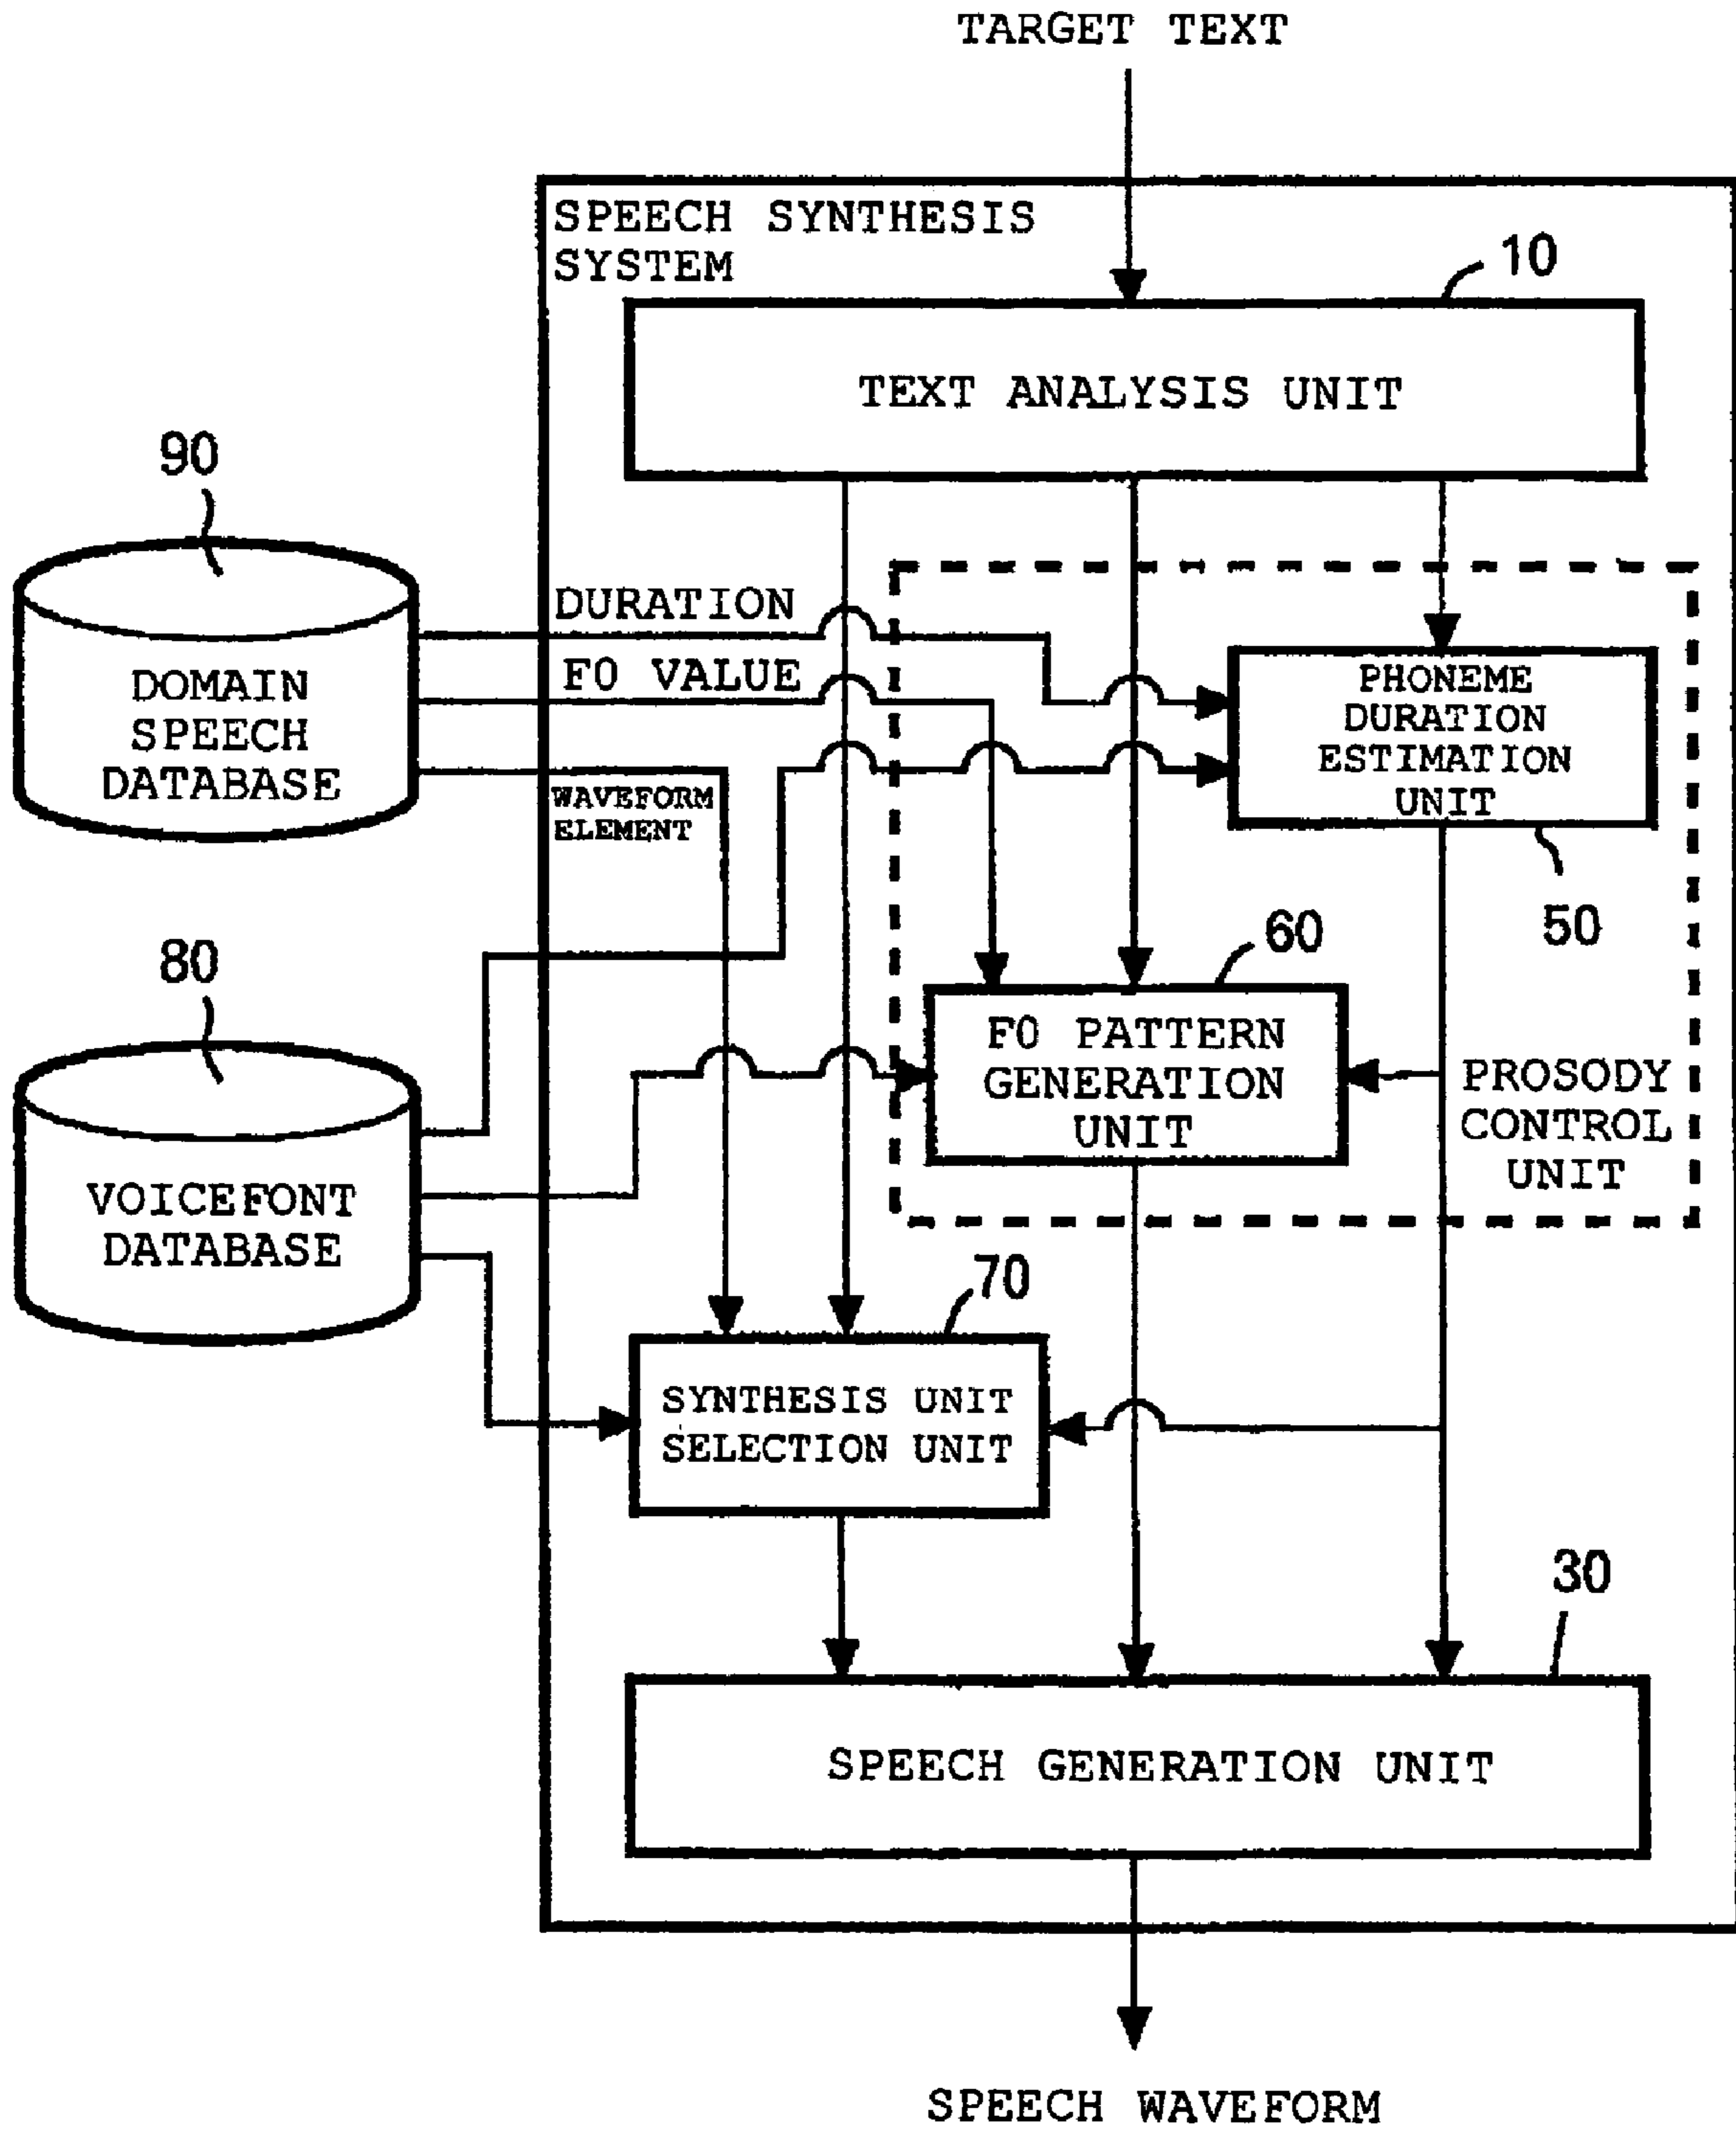 TARGET TEXT
SPEECH SYNTHESIS
SYSTEM
10
TEXT ANALYSIS UNIT
90
DOMAIN
SPEECH
DATABASE
DURATION
F0 VALUE
WAVEFORM
ELEMENT
PHONEME
DURATION
ESTIMATION
UNIT
50
80
VOICEFONT
DATABASE
60
F0 PATTERN
GENERATION
UNIT
PROSODY
CONTROL
UNIT
70
SYNTHESIS UNIT
SELECTION UNIT
30
SPEECH GENERATION UNIT
SPEECH WAVEFORM